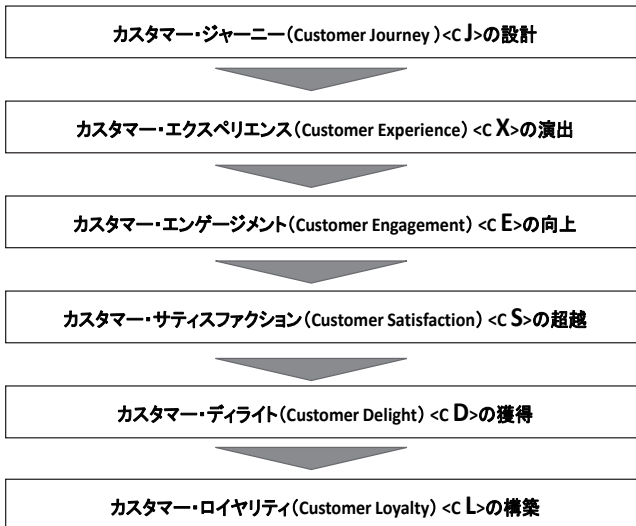 カスタマー・ジャーニー(Customer Journey )<C J>の設計
カスタマー・エクスペリエンス(Customer Experience) <C X>の演出
カスタマー・エンゲージメント(Customer Engagement) <C E>の向上
カスタマー・サティスファクション(Customer Satisfaction) <C S>の超越
カスタマー・ディライト(Customer Delight) <C D>の獲得
カスタマー・ロイヤリティ(Customer Loyalty) <C L>の構築